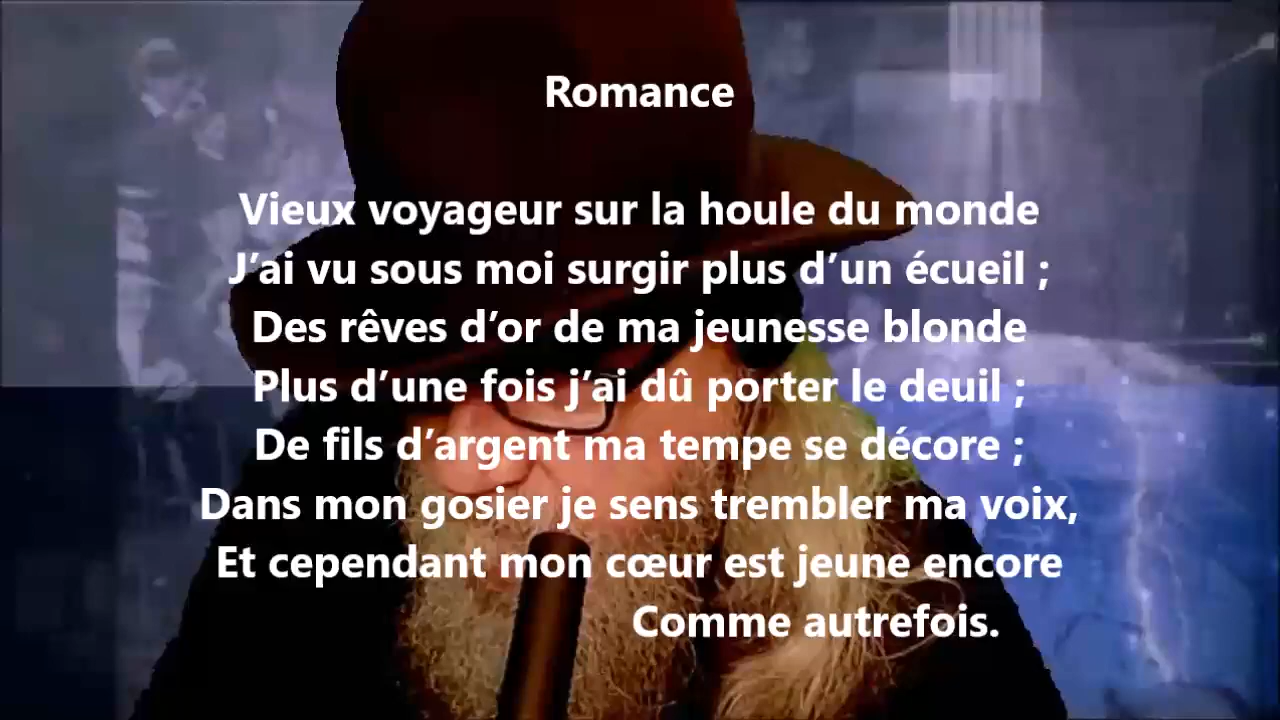 Romance
Vieux voyageur sur la houle du monde
J’ai vu sous moi surgir plus d’un écueil ;
Des rêves d’or de ma jeunesse blonde
Plus d’une fois j’ai dû porter le deuil ;
De fils d’argent ma tempe se décore ;
Dans mon gosier je sens trembler ma voix,
Et cependant mon cœur est jeune encore
Comme autrefois.